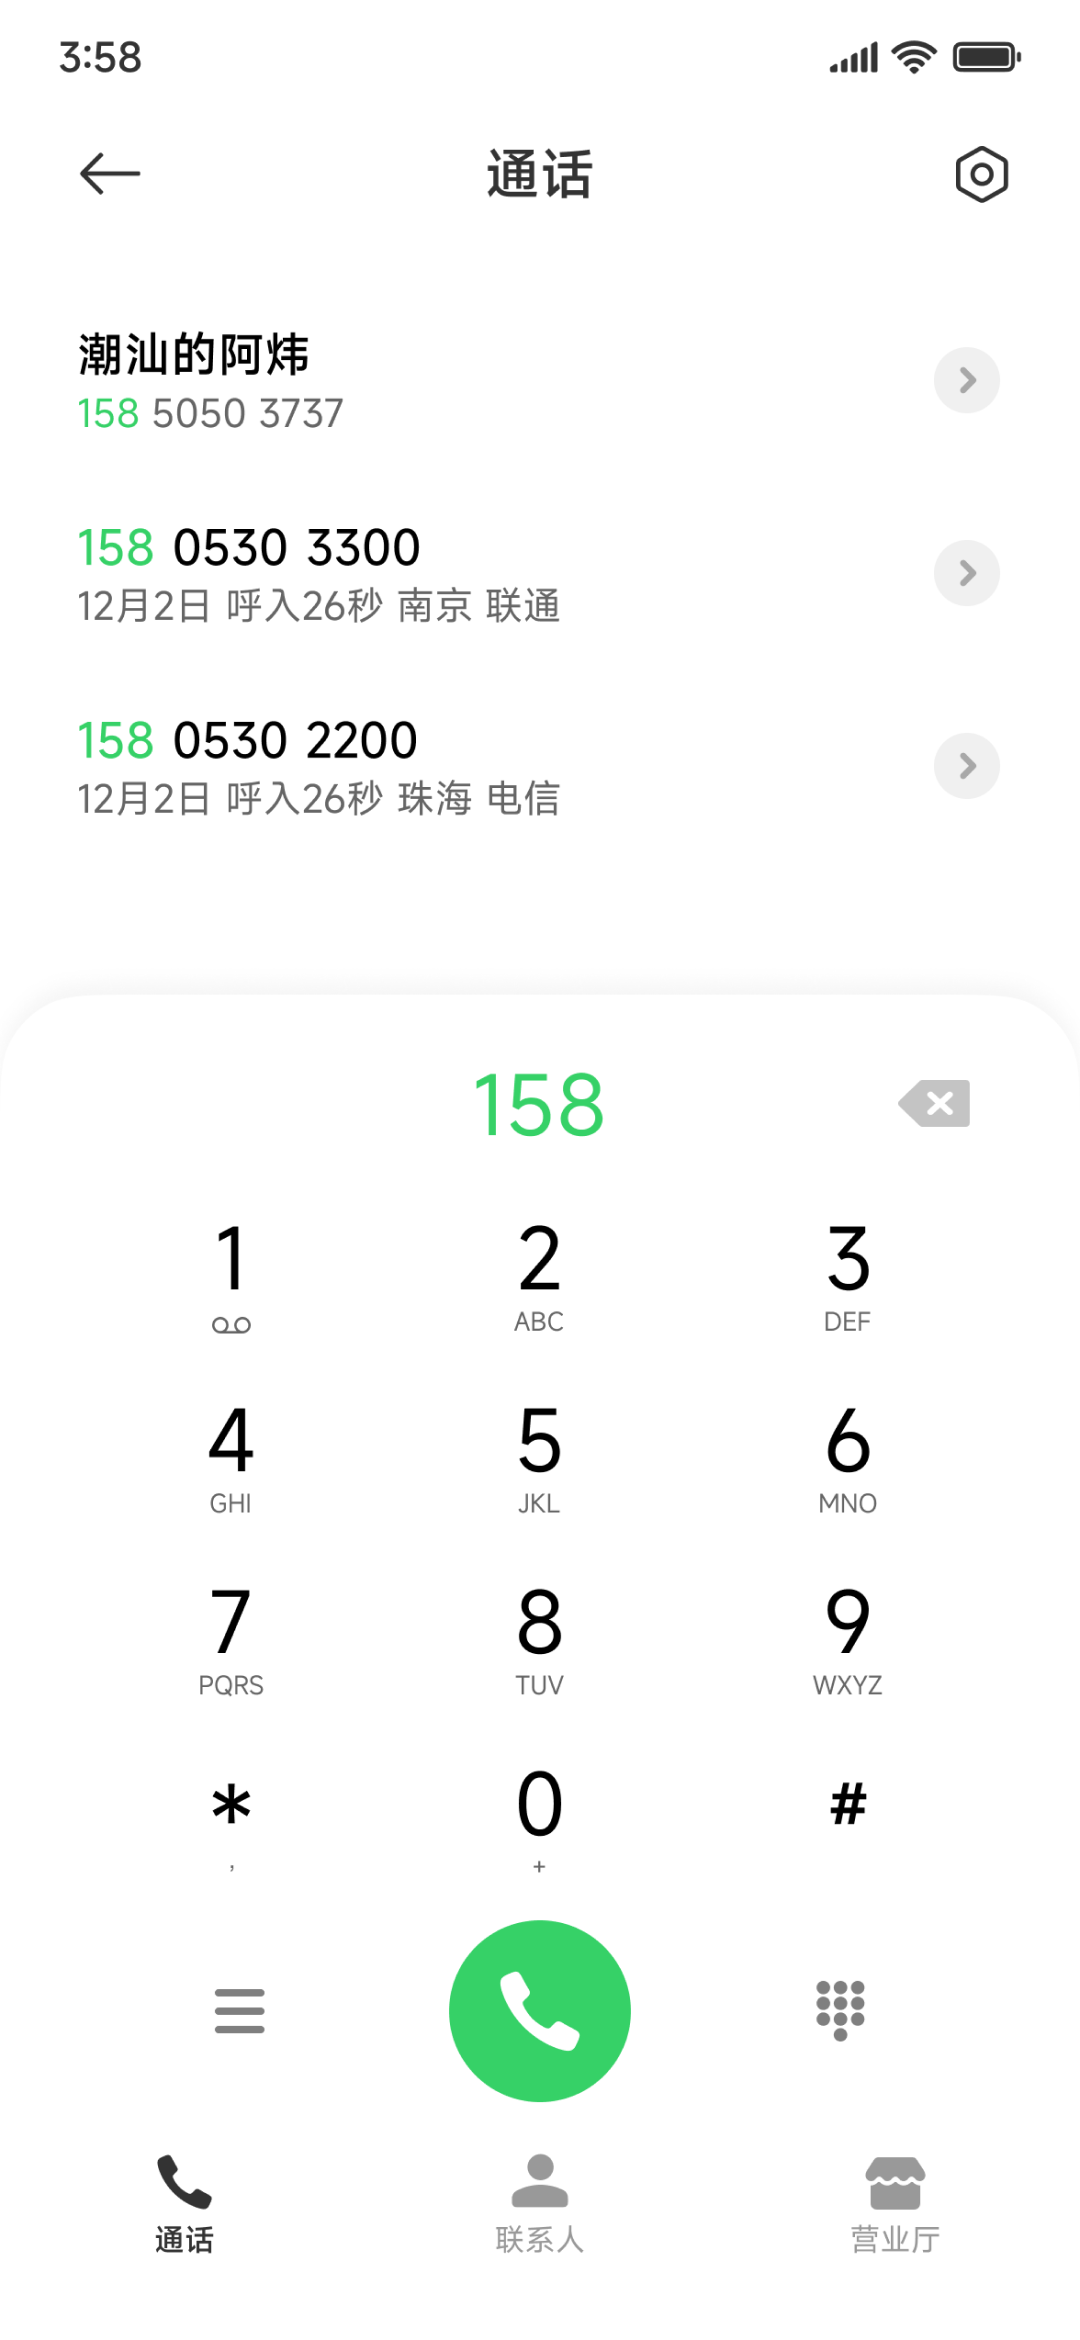 3:58
通话
潮汕的阿炜
158 5050 3737
158 0530 3300
12月2日 呼入26秒 南京 联通
158 0530 2200
12月2日 呼入26秒 珠海 电信
158
1 2 3
ABC DEF
4 5 6
GHI JKL MNO
7 8 9
PQRS TUV WXYZ
* 0 #
, +
通话 联系人 营业厅